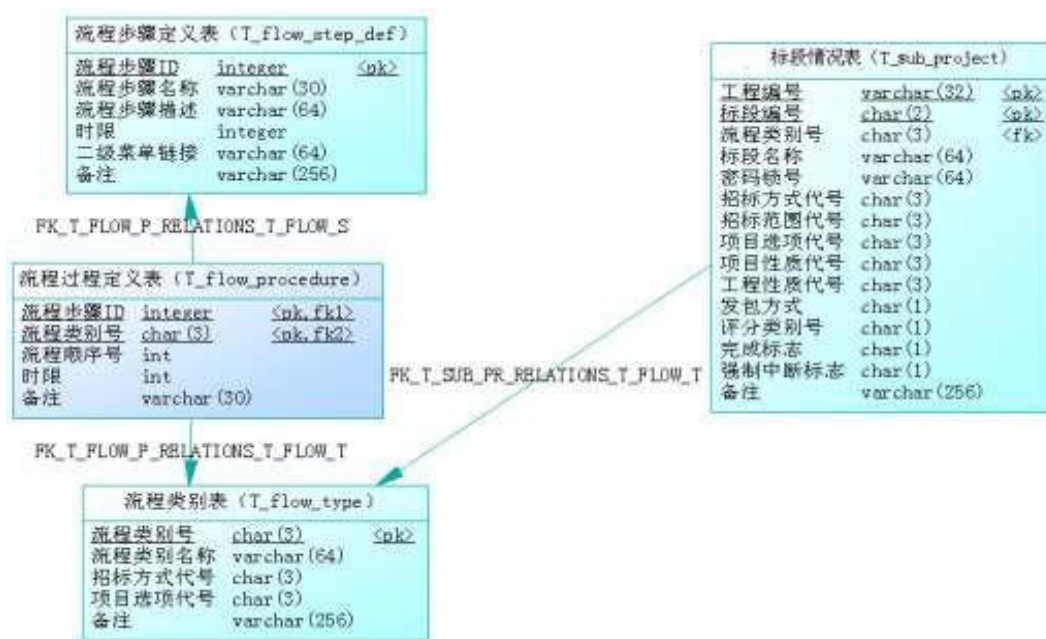 流程步骤定义表（T_flow_step_def）
流程步骤ID integer <pk>
流程步骤名称 varchar(30)
流程步骤描述 varchar(64)
时限 integer
二级菜单链接 varchar(64)
备注 varchar(256)
FK_T_FLOW_P_RELATIONS_T_FLOW_S
流程过程定义表（T_flow_procedure）
流程步骤ID integer <pk,fk1>
流程类别号 char(3) <pk,fk2>
流程顺序号 int
时限 int
备注 varchar(30)
FK_T_FLOW_P_RELATIONS_T_FLOW_T
流程类别表（T_flow_type）
流程类别号 char(3) <pk>
流程类别名称 varchar(64)
招标方式代号 char(3)
项目选项代号 char(3)
备注 varchar(256)
FK_T_SUB_PR_RELATIONS_T_FLOW_T
标段情况表（T_sub_project）
工程编号 varchar(32) <pk>
标段编号 char(2) <pk>
流程类别号 char(3) <fk>
标段名称 varchar(64)
密码锁号 varchar(64)
招标方式代号 char(3)
招标范围代号 char(3)
项目选项代号 char(3)
项目性质代号 char(3)
工程性质代号 char(3)
发包方式 char(1)
评分类别号 char(1)
完成标志 char(1)
强制中断标志 char(1)
备注 varchar(256)